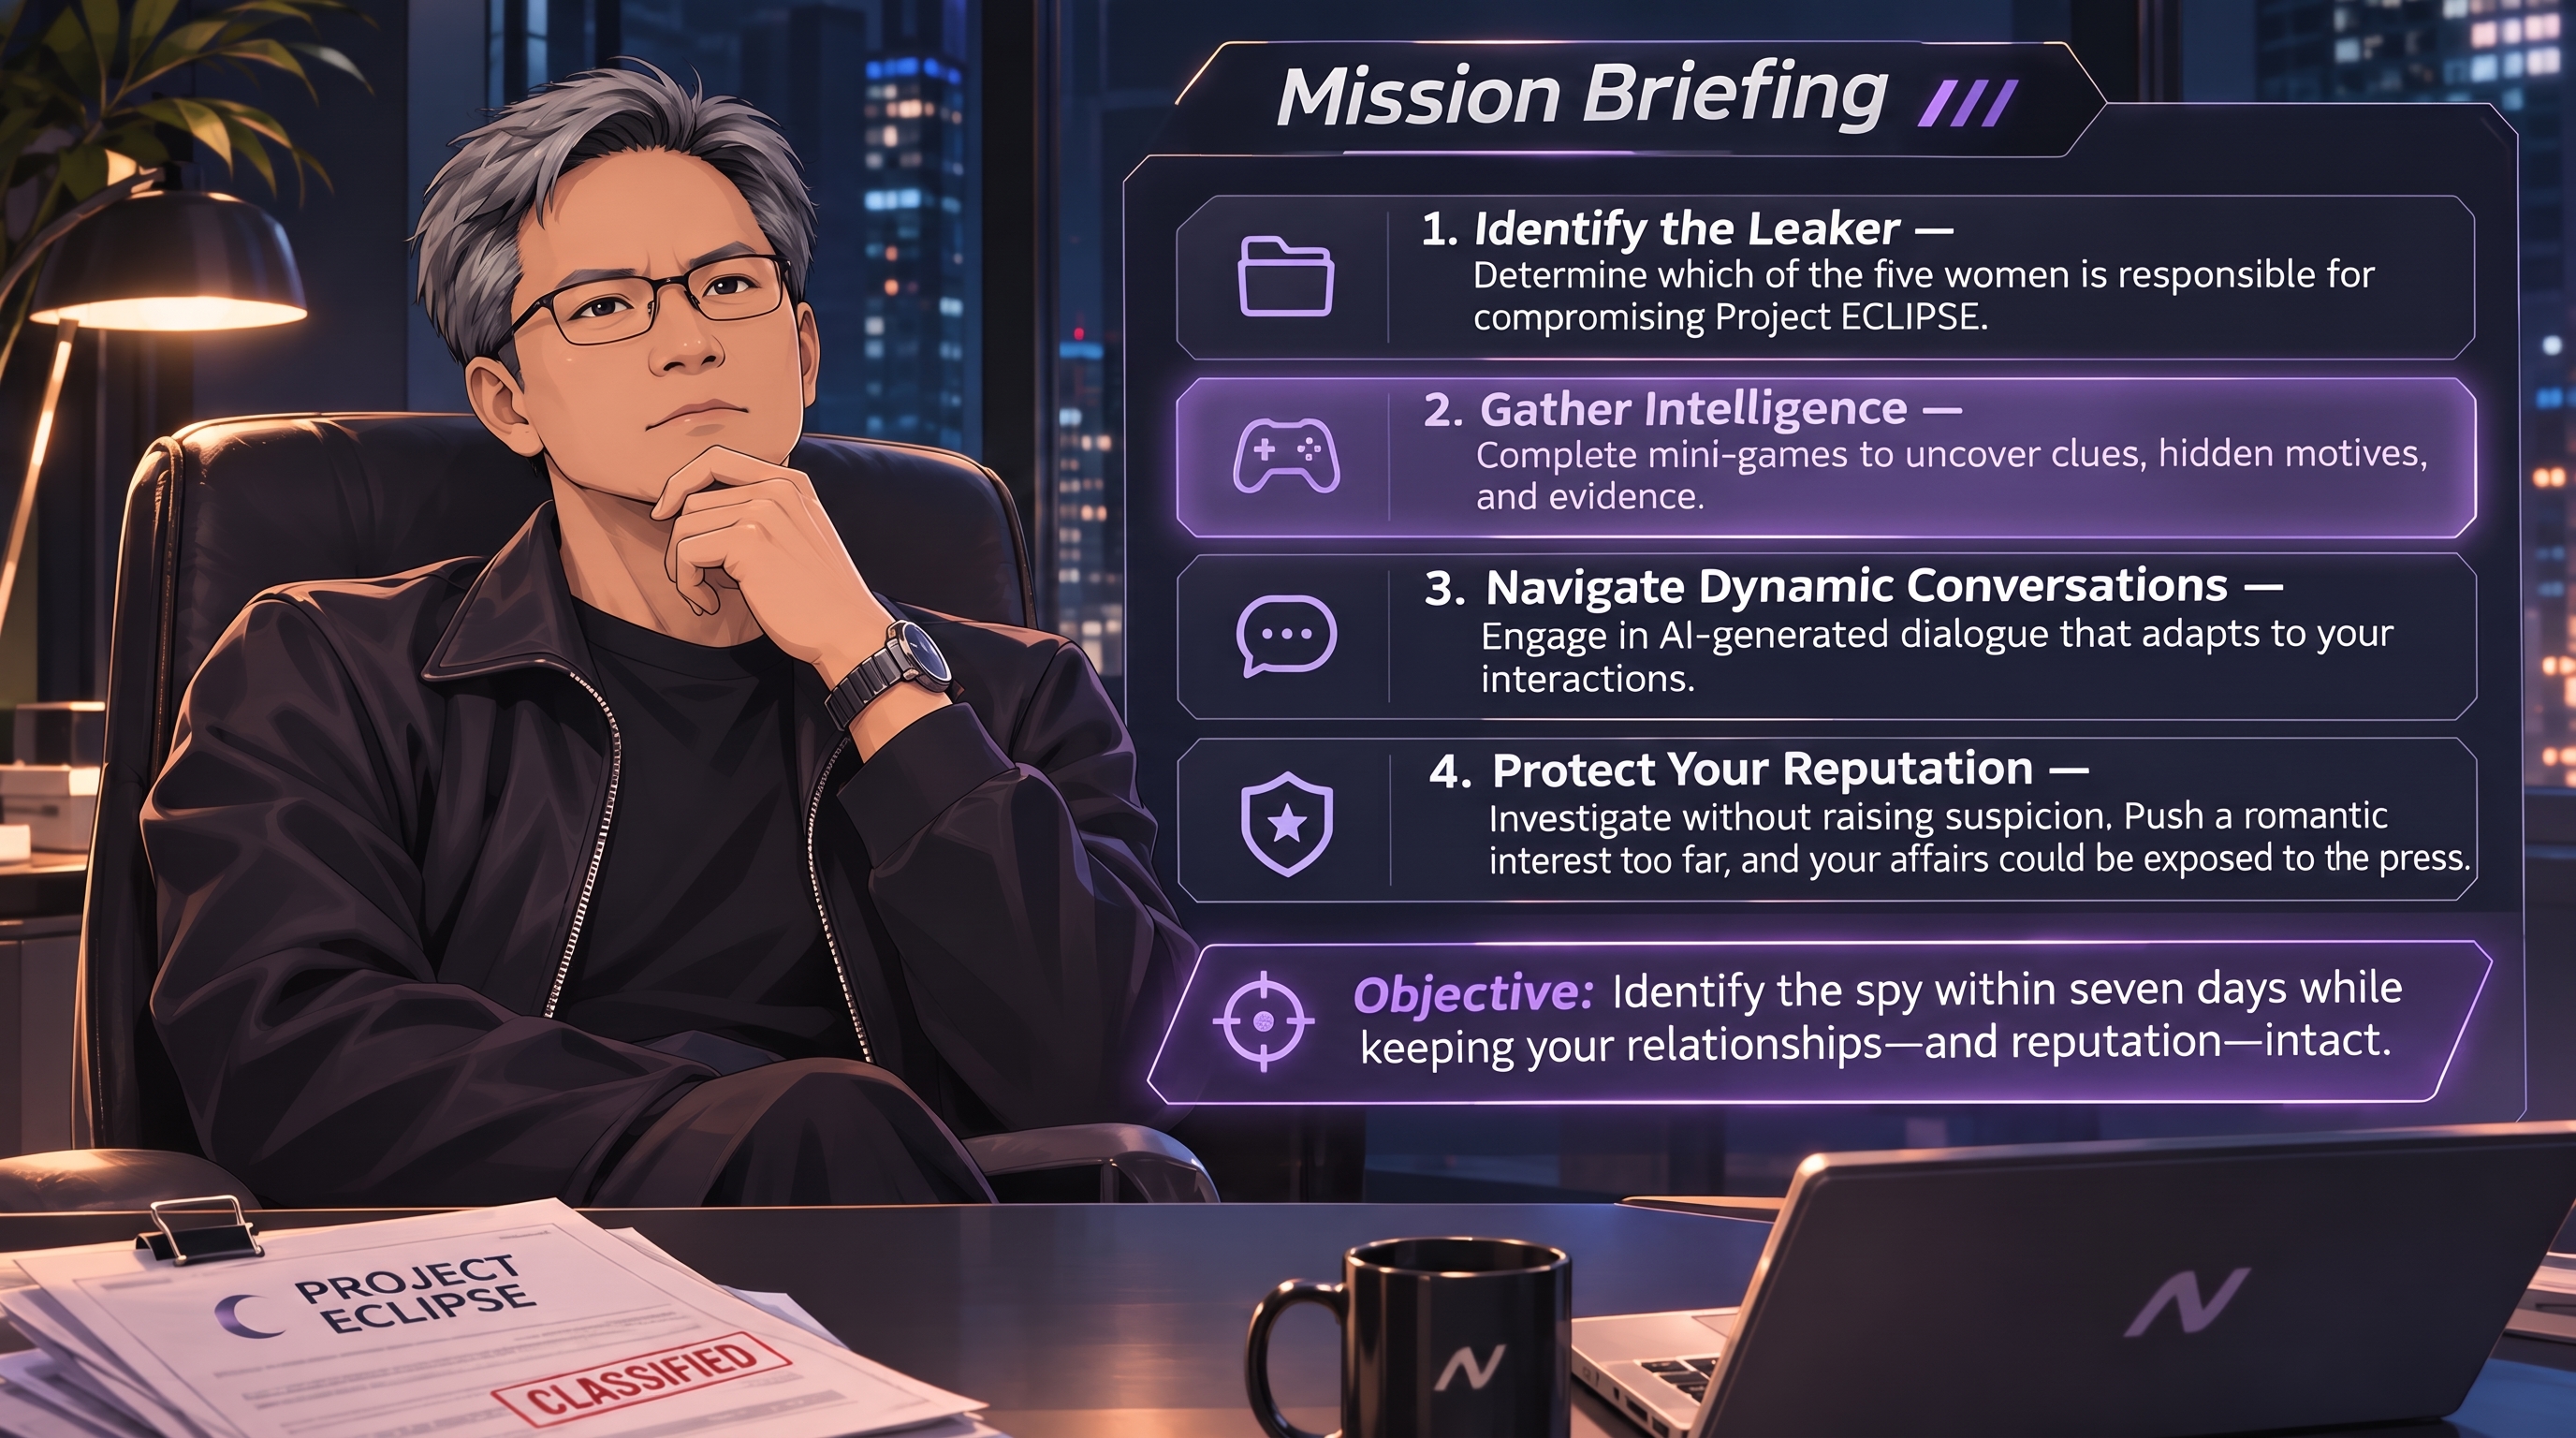 Mission Briefing
1. Identify the Leaker —
Determine which of the five women is responsible for
compromising Project ECLIPSE.
2. Gather Intelligence —
Complete mini-games to uncover clues, hidden motives,
and evidence.
3. Navigate Dynamic Conversations —
Engage in AI-generated dialogue that adapts to your
interactions.
4. Protect Your Reputation —
Investigate without raising suspicion. Push a romantic
interest too far, and your affairs could be exposed to the press.
Objective: Identify the spy within seven days while
keeping your relationships—and reputation—intact.
PROJECT
ECLIPSE
CLASSIFIED
N
N